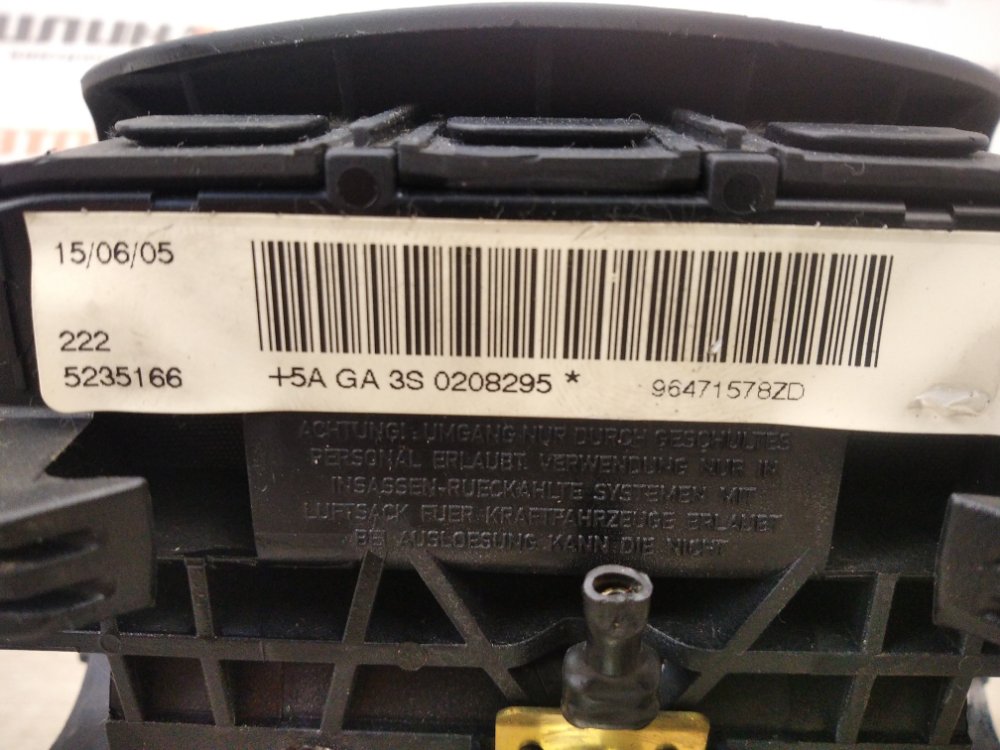 15/06/05
222
5235166
+5A GA 3S 0208295 *
96471578ZD
ACHTUNG! UMGANG NUR DURCH GESCHULTES
PERSONAL ERLAUBT. VERWENDUNG NUR IN
INSASSEN-RUECKAHLTE-SYSTEMEN MIT
LUFTSACK FUER KRAFTFAHRZEUGE ERLAUBT
BEI AUSLOESUNG KANN DIE NICHT